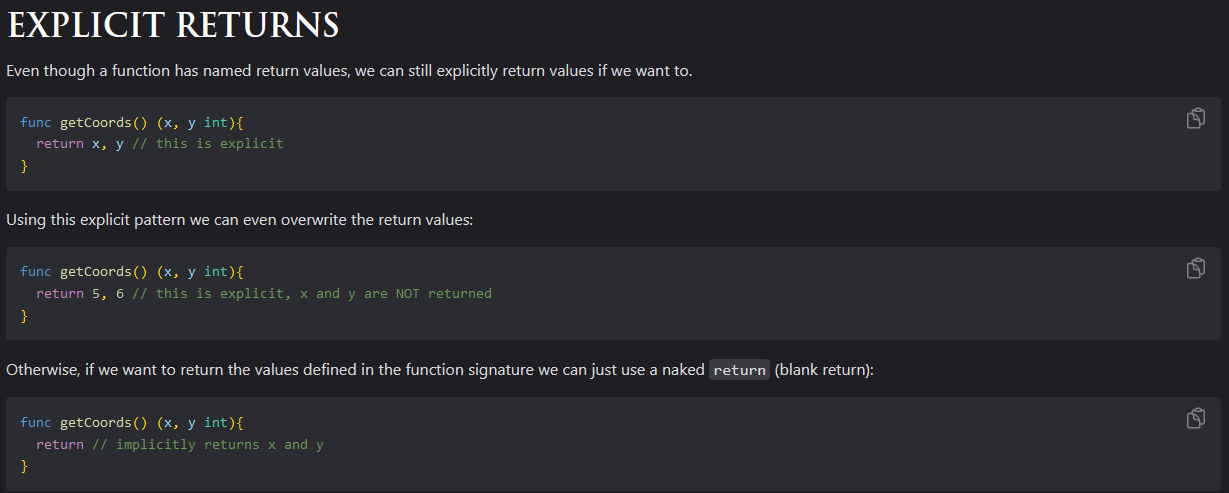 EXPLICIT RETURNS
Even though a function has named return values, we can still explicitly return values if we want to.
func getCoords() (x, y int){
  return x, y // this is explicit
}
Using this explicit pattern we can even overwrite the return values:
func getCoords() (x, y int){
  return 5, 6 // this is explicit, x and y are NOT returned
}
Otherwise, if we want to return the values defined in the function signature we can just use a naked return (blank return):
func getCoords() (x, y int){
  return // implicitly returns x and y
}